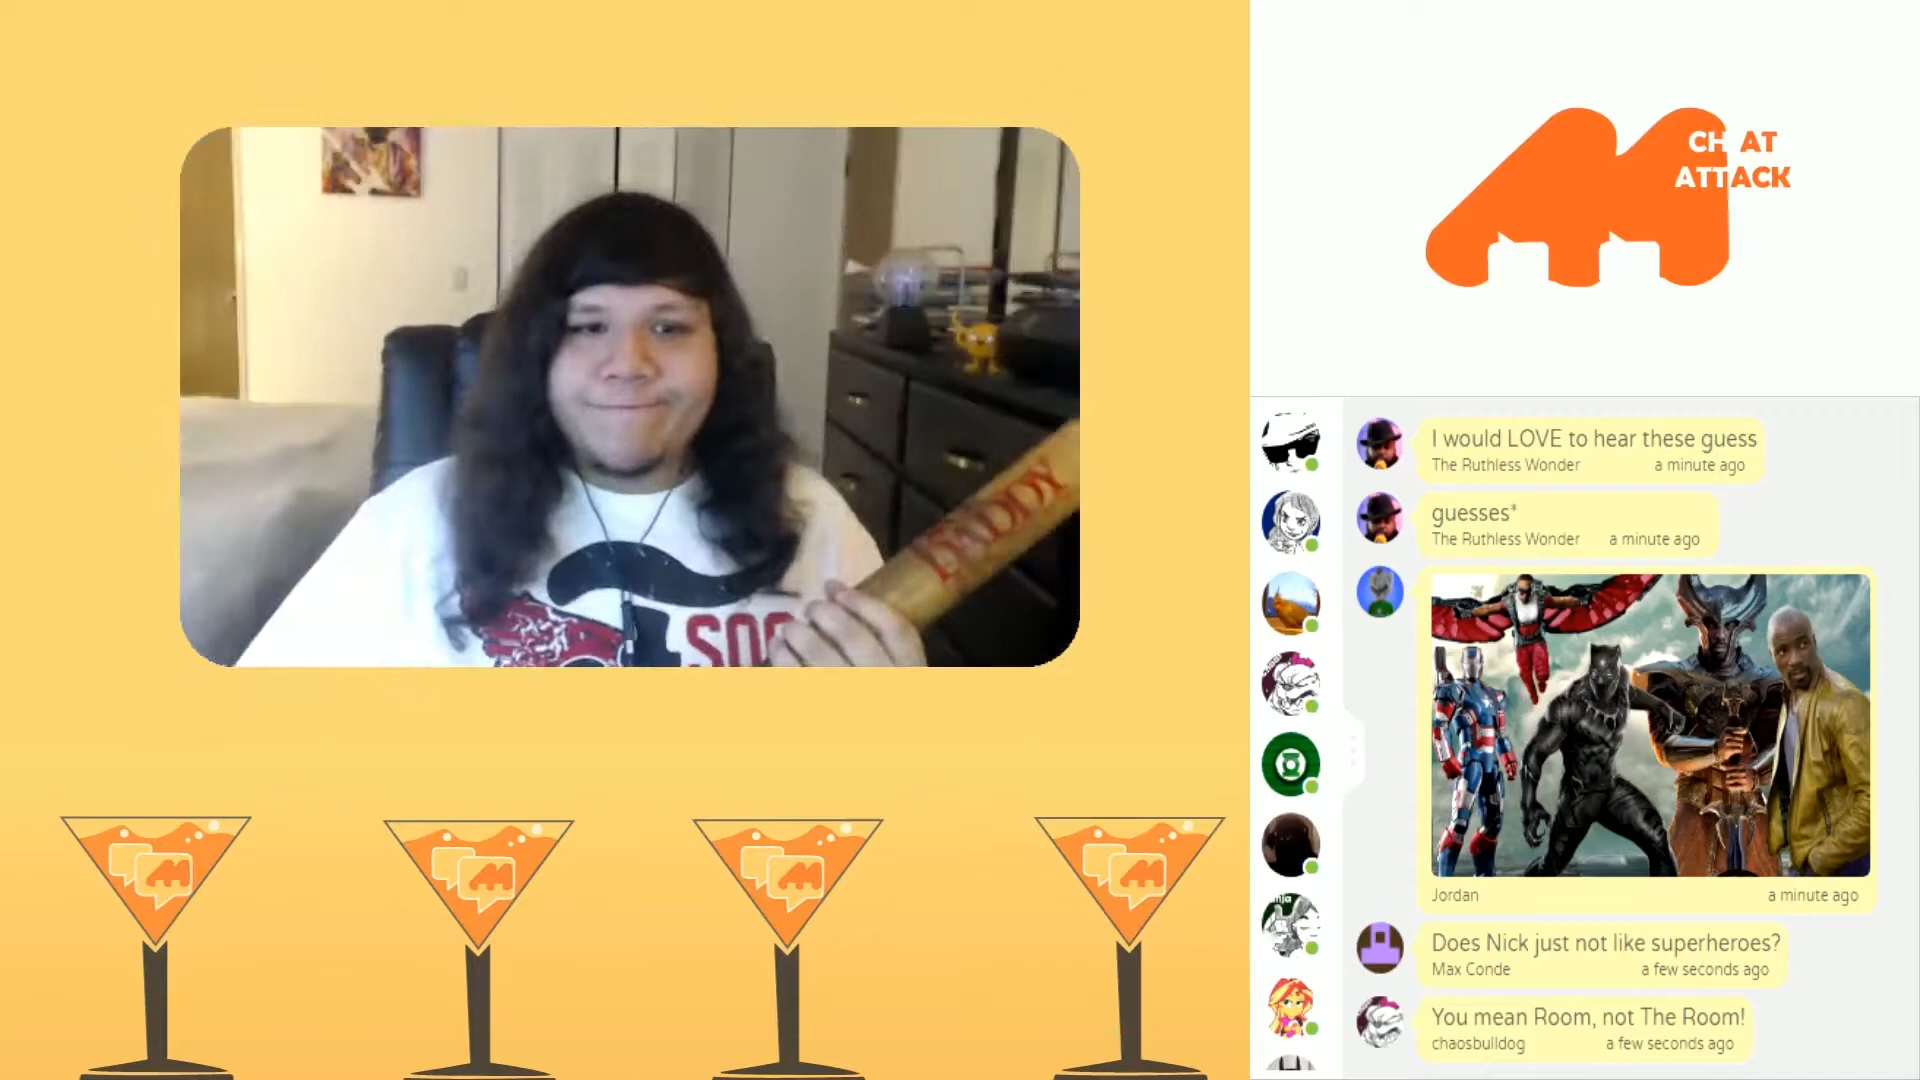 DADDY
SOC
CHAT
ATTACK
I would LOVE to hear these guess
The Ruthless Wonder a minute ago
guesses*
The Ruthless Wonder a minute ago
Jordan a minute ago
Does Nick just not like superheroes?
Max Conde a few seconds ago
You mean Room, not The Room!
chaosbulldog a few seconds ago